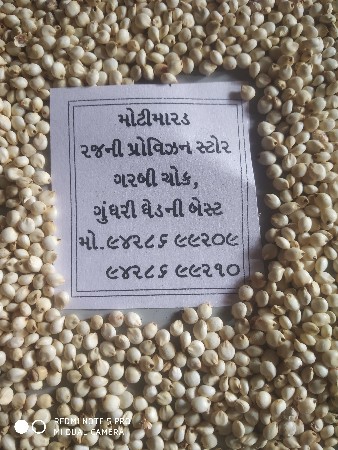 મોટીમારડ
રજની પ્રોવિઝન સ્ટોર
ગરબી ચોક,
ગુંધરી ઘેડની બેસ્ટ
મો.૯૪૨૮૬ ૯૯૨૦૯
૯૪૨૮૬ ૯૯૨૧૦
REDMI NOTE 5 PRO
MI DUAL CAMERA